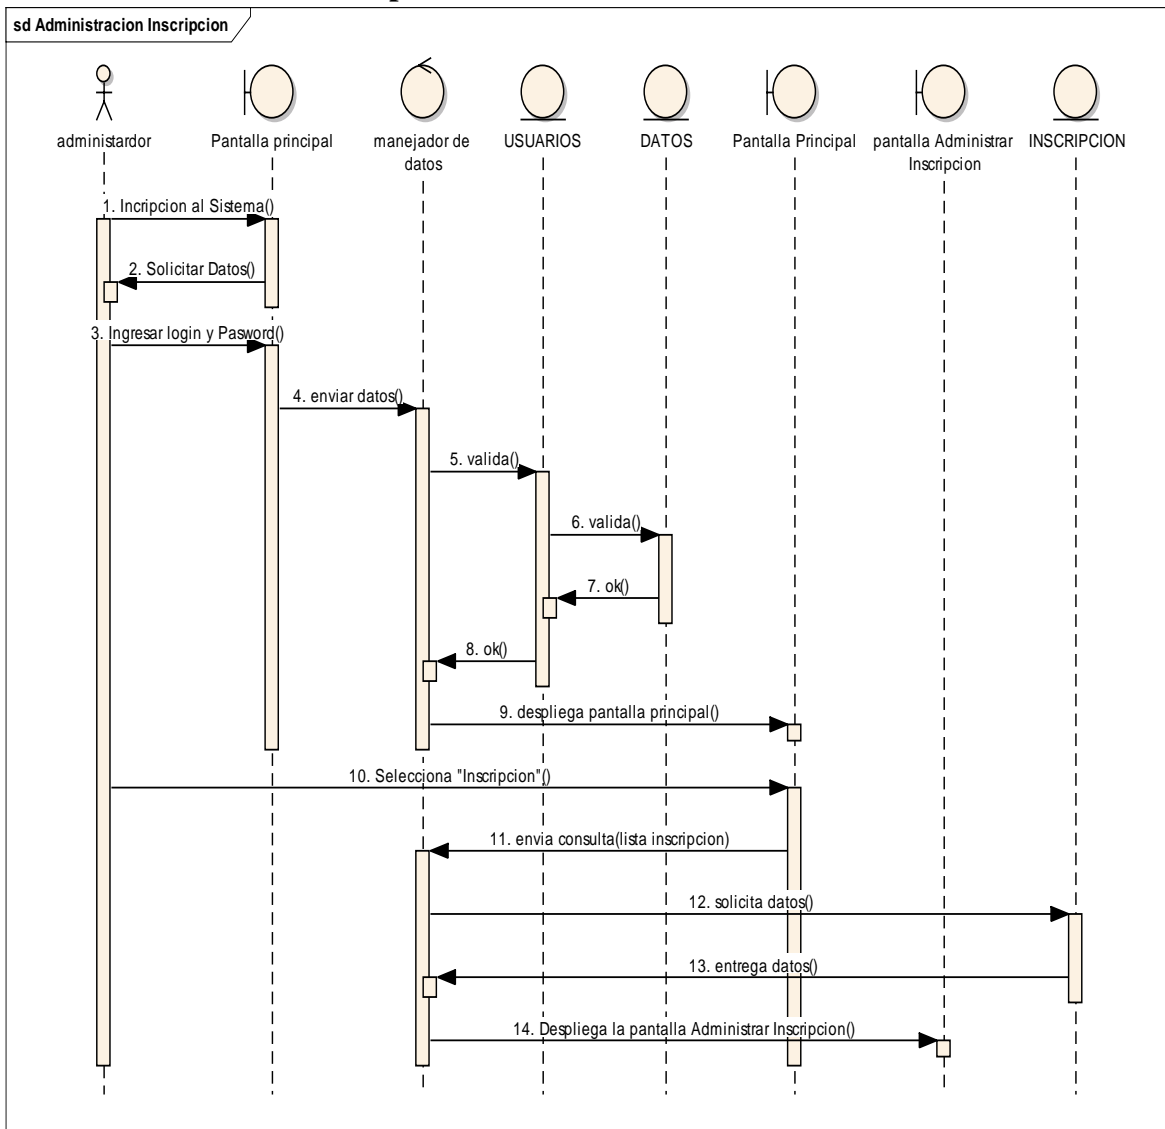 sd Administracion Inscripcion
administardor
Pantalla principal
manejador de
datos
USUARIOS
DATOS
Pantalla Principal
pantalla Administrar
Inscripcion
INSCRIPCION
1. Incripcion al Sistema()
2. Solicitar Datos()
3. Ingresar login y Pasword()
4. enviar datos()
5. valida()
6. valida()
7. ok()
8. ok()
9. despliega pantalla principal()
10. Selecciona "Inscripcion"()
11. envia consulta(lista inscripcion)
12. solicita datos()
13. entrega datos()
14. Despliega la pantalla Administrar Inscripcion()